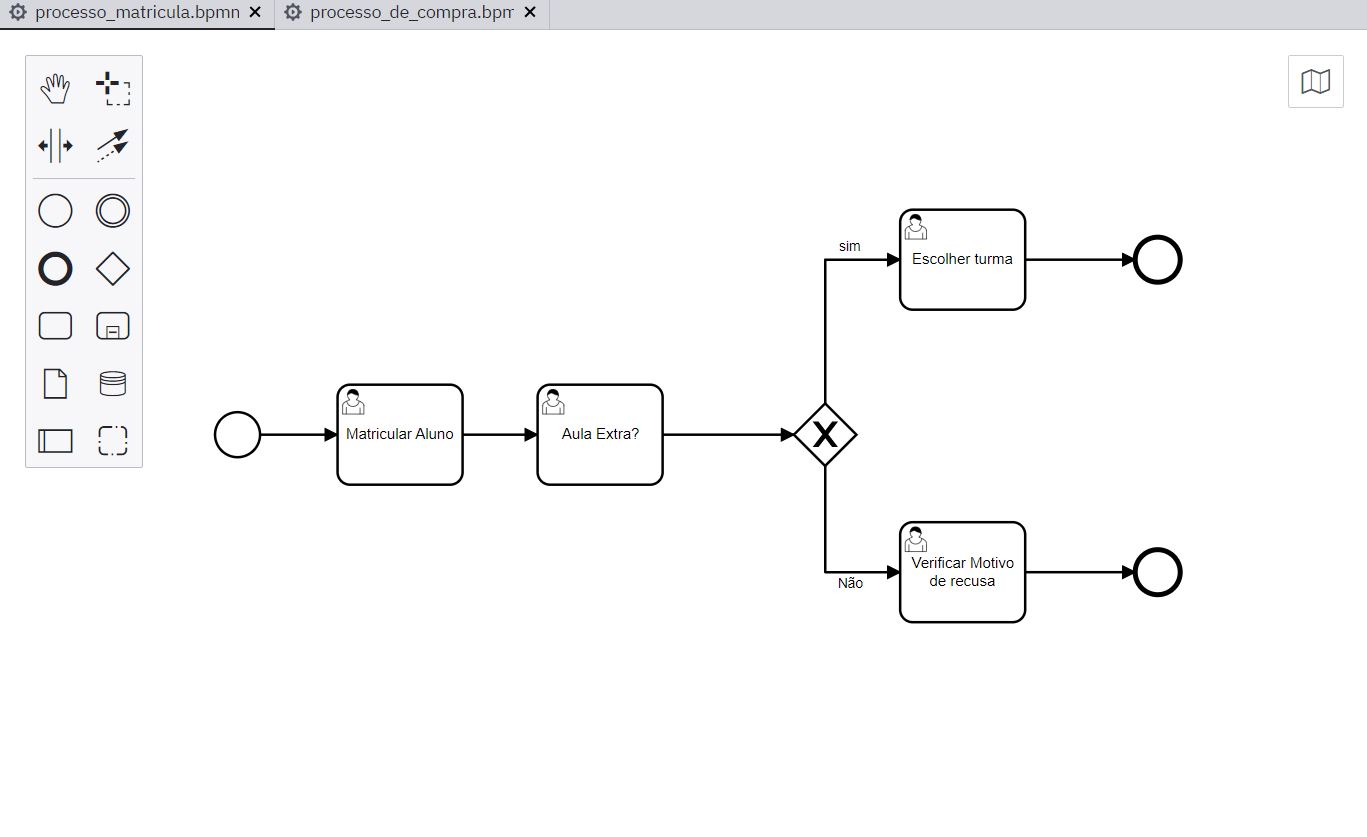 processo_matricula.bpmn
processo_de_compra.bpm
sim
Escolher turma
Matricular Aluno
Aula Extra?
Não
Verificar Motivo
de recusa